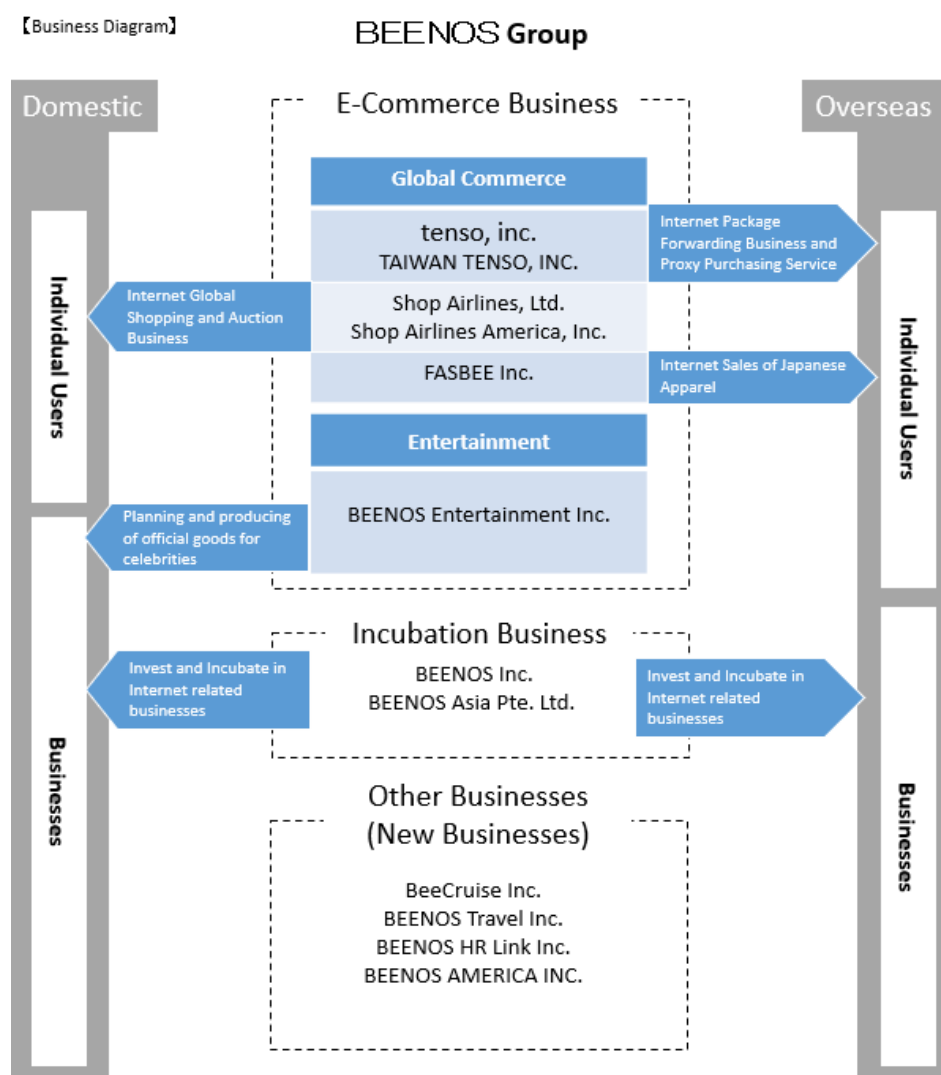 【Business Diagram】
BEENOS Group
Domestic
Overseas
E-Commerce Business
Global Commerce
tenso, inc.
TAIWAN TENSO, INC.
Internet Package
Forwarding Business and
Proxy Purchasing Service
Internet Global
Shopping and Auction
Business
Shop Airlines, Ltd.
Shop Airlines America, Inc.
FASBEE Inc.
Internet Sales of Japanese
Apparel
Individual Users
Individual Users
Entertainment
BEENOS Entertainment Inc.
Planning and producing
of official goods for
celebrities
Incubation Business
BEENOS Inc.
BEENOS Asia Pte. Ltd.
Invest and Incubate in
Internet related
businesses
Invest and Incubate in
Internet related
businesses
Businesses
Businesses
Other Businesses
(New Businesses)
BeeCruise Inc.
BEENOS Travel Inc.
BEENOS HR Link Inc.
BEENOS AMERICA INC.